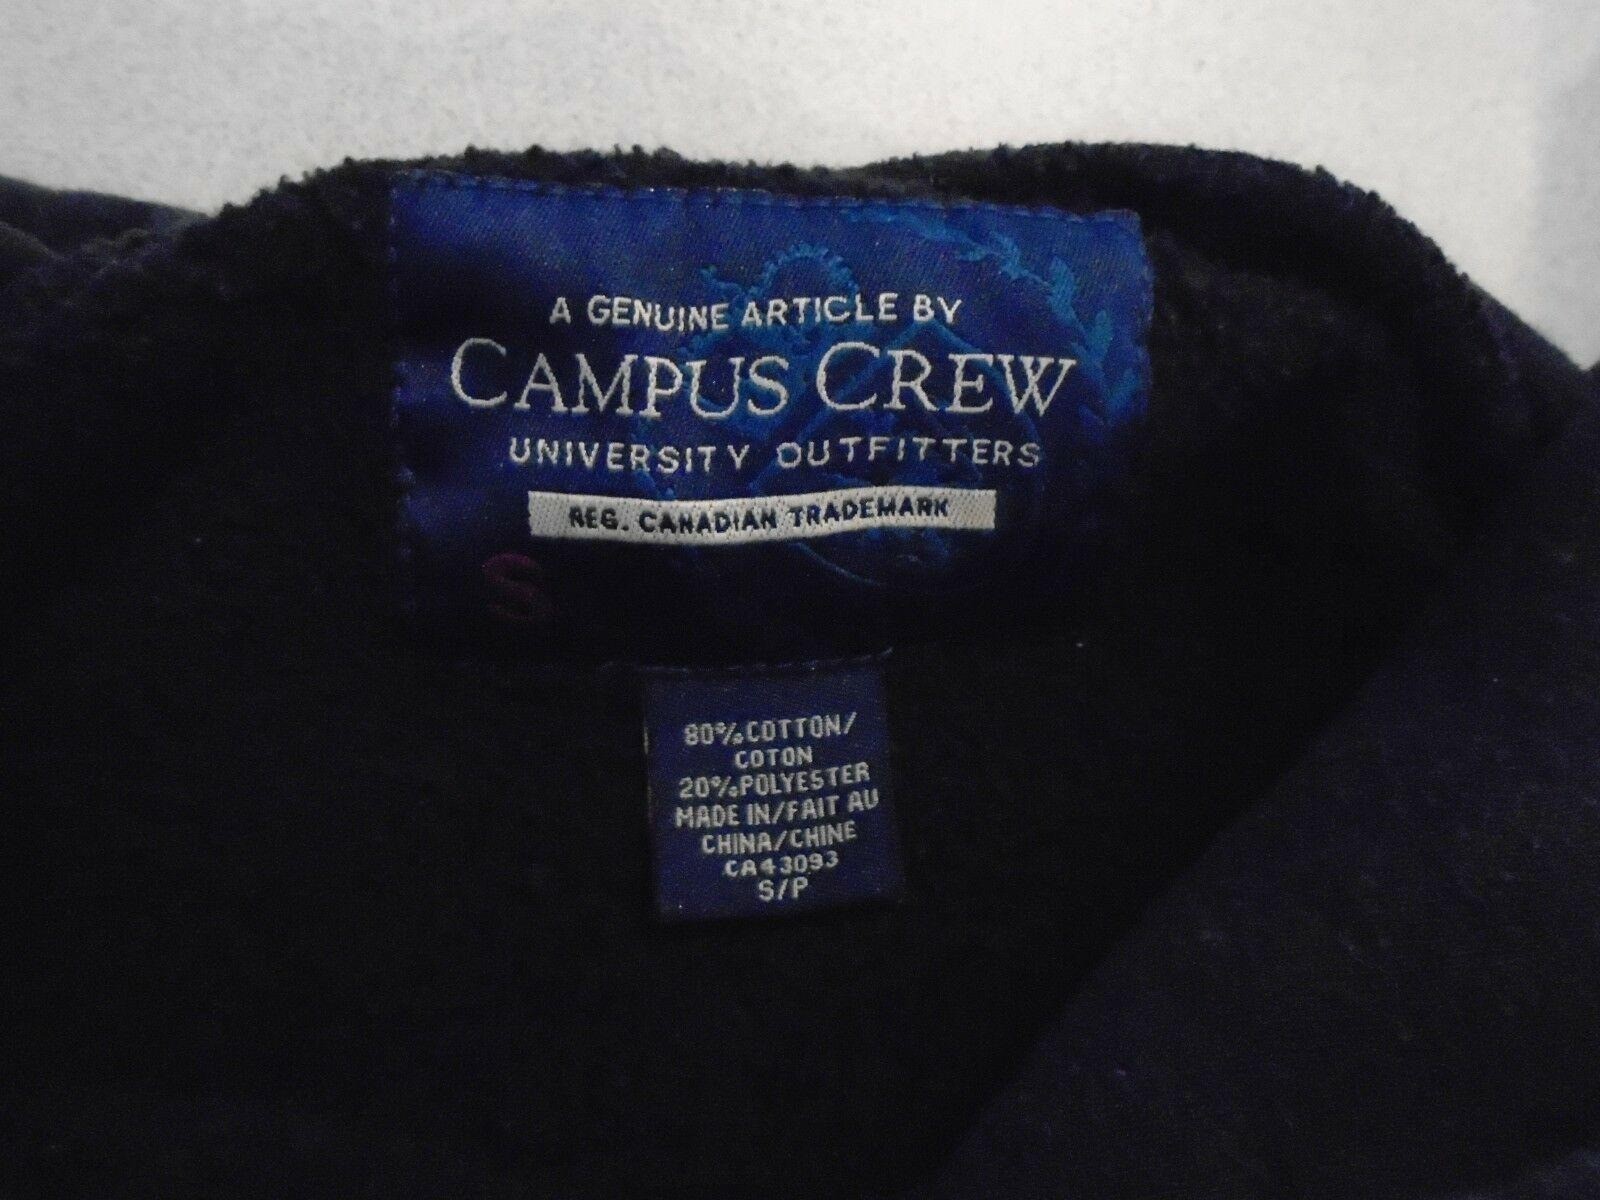 A GENUINE ARTICLE BY
CAMPUS CREW
UNIVERSITY OUTFITTERS
REG. CANADIAN TRADEMARK
S
80% COTTON/
COTON
20% POLYESTER
MADE IN/FAIT AU
CHINA/CHINE
CA43093
S/P